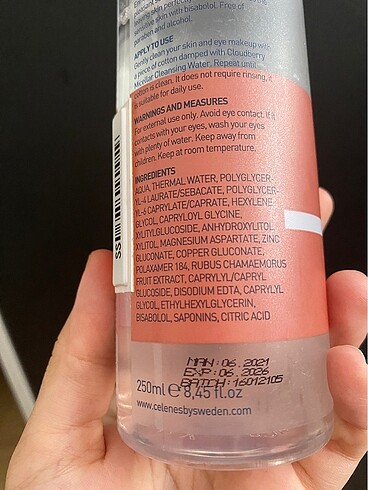 sensitive skin with bisabolol. Free of
paraben and alcohol.
APPLY TO USE
Gently clean your skin and eye makeup with
a piece of cotton damped with Cloudberry
Micellar Cleansing Water. Repeat until
cotton is clean. It does not require rinsing, it
is suitable for daily use.
WARNINGS AND MEASURES
For external use only. Avoid eye contact. If it
contacts with your eyes, wash your eyes
with plenty of water. Keep away from
children. Keep at room temperature.
INGREDIENTS
AQUA, THERMAL WATER, POLYGLYCER-
YL-4 LAURATE/SEBACATE, POLYGLYCER-
YL-6 CAPRYLATE/CAPRATE, HEXYLENE
GLYCOL, CAPRYLOYL GLYCINE,
XYLITYLGLUCOSIDE, ANHYDROXYLITOL,
XYLITOL, MAGNESIUM ASPARTATE, ZINC
GLUCONATE, COPPER GLUCONATE,
POLAXAMER 184, RUBUS CHAMAEMORUS
FRUIT EXTRACT, CAPRYLYL/CAPRYL
GLUCOSIDE, DISODIUM EDTA, CAPRYLYL
GLYCOL, ETHYLHEXYLGLYCERIN,
BISABOLOL, SAPONINS, CITRIC ACID
MAN:06.2021
EXP:06.2026
BATCH:16012105
250ml e 8,45 fl.oz
www.celenesbysweden.com